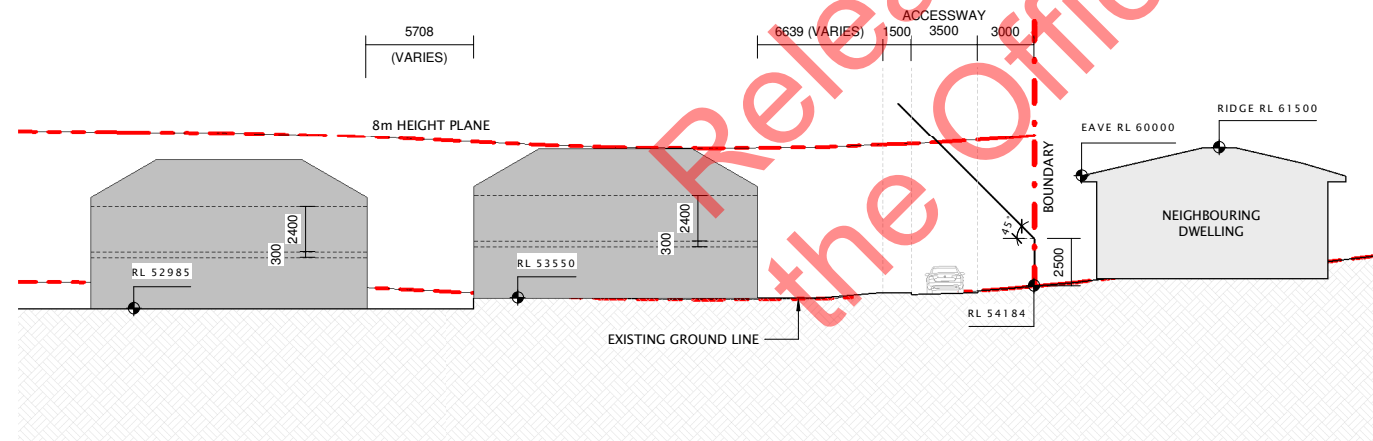 ACCESSWAY
5708
(VARIES)
6639 (VARIES)
1500
3500
3000
8m HEIGHT PLANE
RIDGE RL 61500
EAVE RL 60000
BOUNDARY
NEIGHBOURING
DWELLING
45°
2400
300
2400
300
2500
RL 52985
RL 53550
RL 54184
EXISTING GROUND LINE
Relea
the Offic